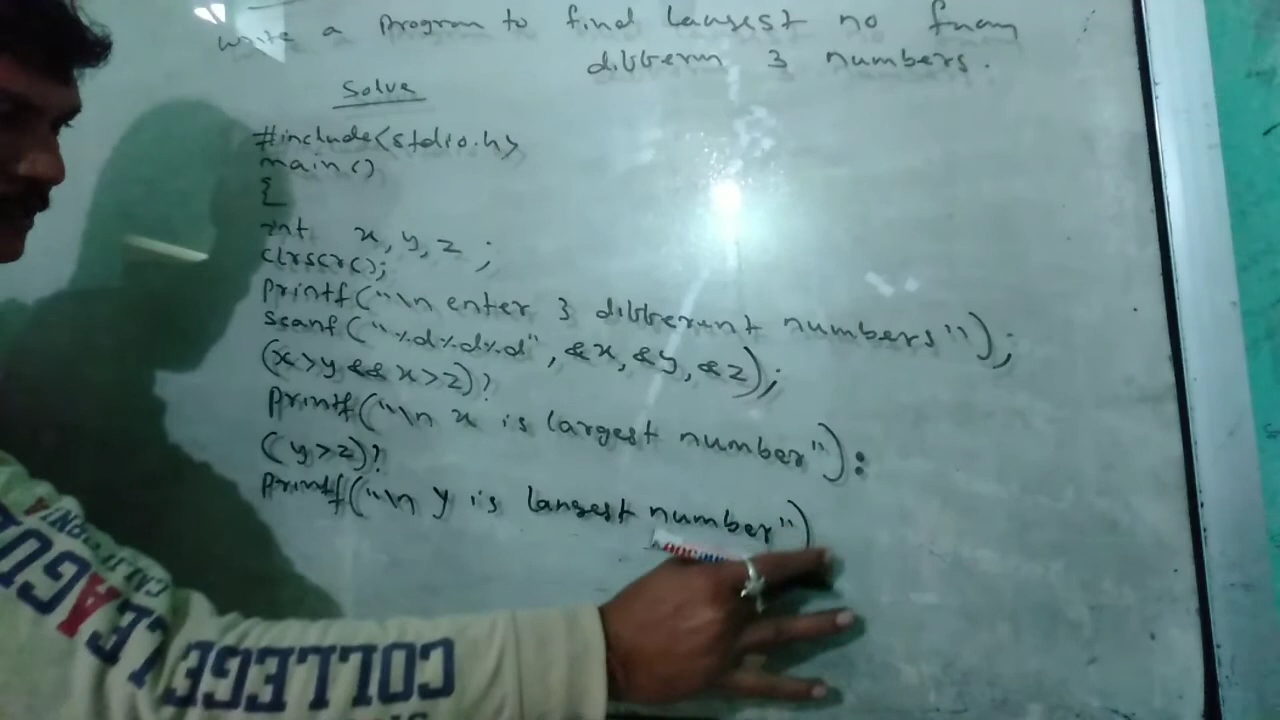 write a program to find largest no from
different 3 numbers.
Solve
#include<stdio.h>
main()
{
int x, y, z ;
clrscr();
printf("\n enter 3 different numbers");
scanf("%d%d%d", &x, &y, &z);
(x>y && x>z)?
printf("\n x is largest number"):
(y>z)?
printf("\n y is largest number")
LEAGUE
CALIFORNIA
COLLEGE